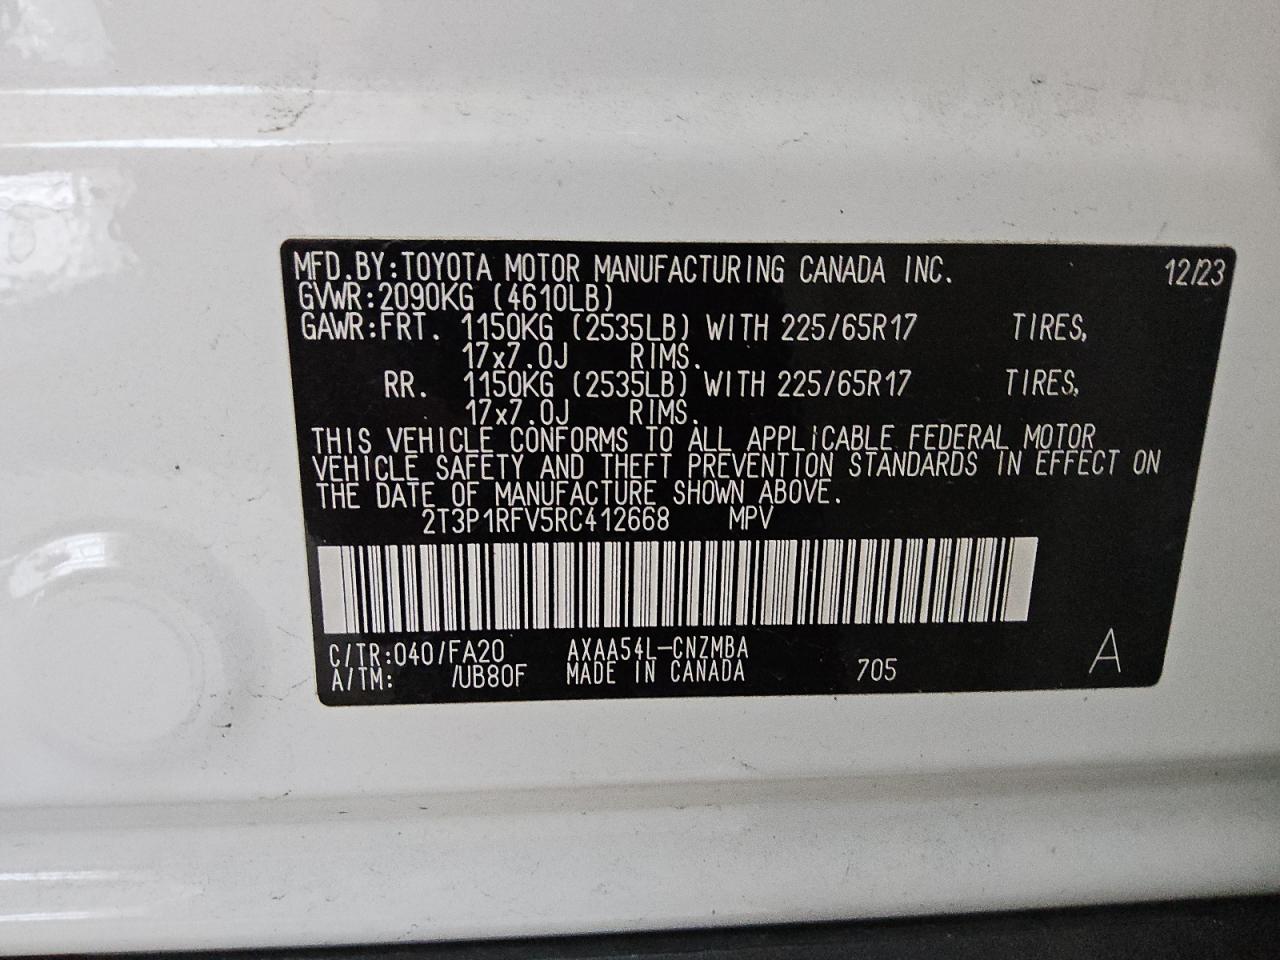 MFD.BY:TOYOTA MOTOR MANUFACTURING CANADA INC. 12/23
GVWR:2090KG (4610LB)
GAWR:FRT. 1150KG (2535LB) WITH 225/65R17 TIRES,
17x7.0J RIMS.
RR. 1150KG (2535LB) WITH 225/65R17 TIRES,
17x7.0J RIMS.
THIS VEHICLE CONFORMS TO ALL APPLICABLE FEDERAL MOTOR
VEHICLE SAFETY AND THEFT PREVENTION STANDARDS IN EFFECT ON
THE DATE OF MANUFACTURE SHOWN ABOVE.
2T3P1RFV5RC412668 MPV
C/TR:040/FA20 AXAA54L-CNZMBA
A/TM: /UB80F MADE IN CANADA 705 A